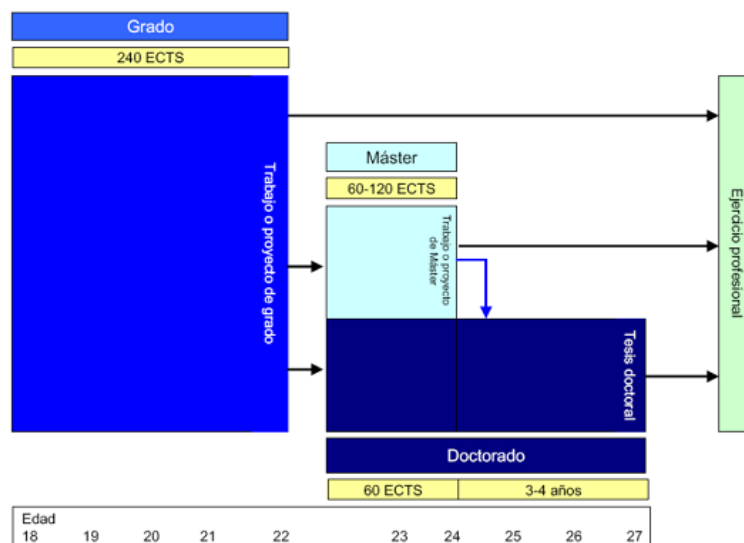 Grado
240 ECTS
Trabajo o proyecto de grado
Máster
60-120 ECTS
Trabajo o proyecto
de Máster
Tesis doctoral
Ejercicio profesional
Doctorado
60 ECTS
3-4 años
Edad
18 19 20 21 22 23 24 25 26 27